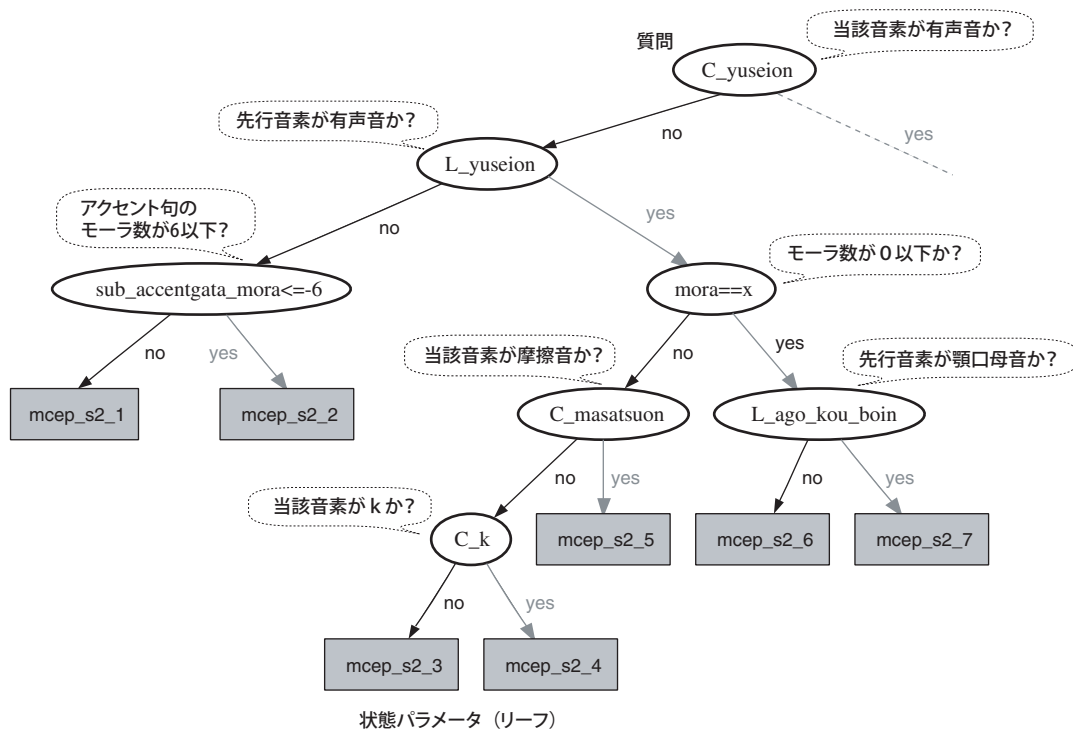 当該音素が有声音か?
質問
C_yuseion
先行音素が有声音か?
no
yes
L_yuseion
アクセント句の
モーラ数が6以下?
no
yes
モーラ数が0以下か?
sub_accentgata_mora<=-6
mora==x
no
yes
当該音素が摩擦音か?
no
yes
先行音素が顎口母音か?
mcep_s2_1
mcep_s2_2
C_masatsuon
L_ago_kou_boin
当該音素がkか?
no
yes
no
yes
C_k
mcep_s2_5
mcep_s2_6
mcep_s2_7
no
yes
mcep_s2_3
mcep_s2_4
状態パラメータ(リーフ)